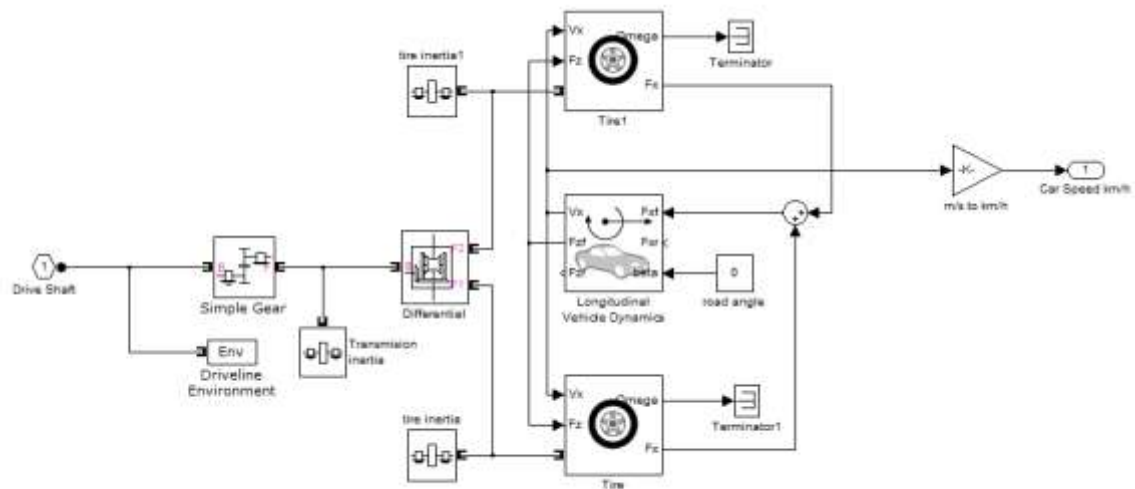 Vx
Omega
Fz
Fx
Terminator
tire inertia1
Tire1
-K-
1
m/s to km/h
Car Speed km/h
Vx
Fxf
Fzf
Fxr
Fzr
beta
0
Longitudinal
Vehicle Dynamics
road angle
1
Drive Shaft
B
F
Simple Gear
Differential
Env
Driveline
Environment
Transmision
inertia
tire inertia
Vx
Omega
Fz
Fx
Terminator1
Tire